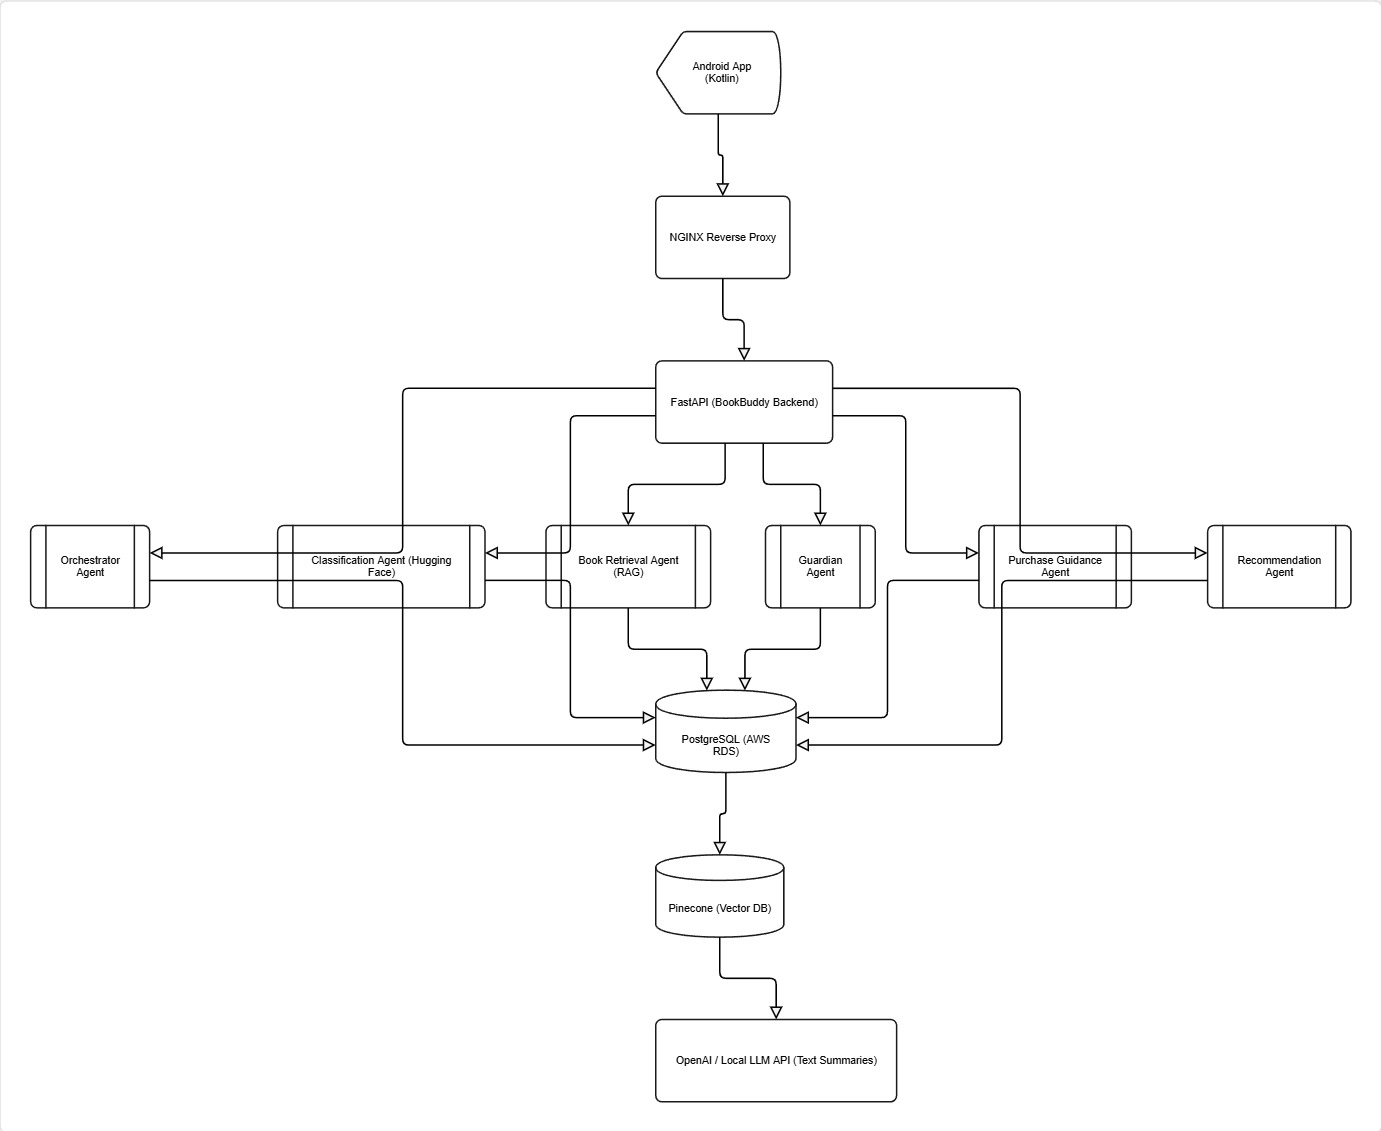 Android App
(Kotlin)
NGINX Reverse Proxy
FastAPI (BookBuddy Backend)
Orchestrator
Agent
Classification Agent (Hugging
Face)
Book Retrieval Agent
(RAG)
Guardian
Agent
Purchase Guidance
Agent
Recommendation
Agent
PostgreSQL (AWS
RDS)
Pinecone (Vector DB)
OpenAI / Local LLM API (Text Summaries)